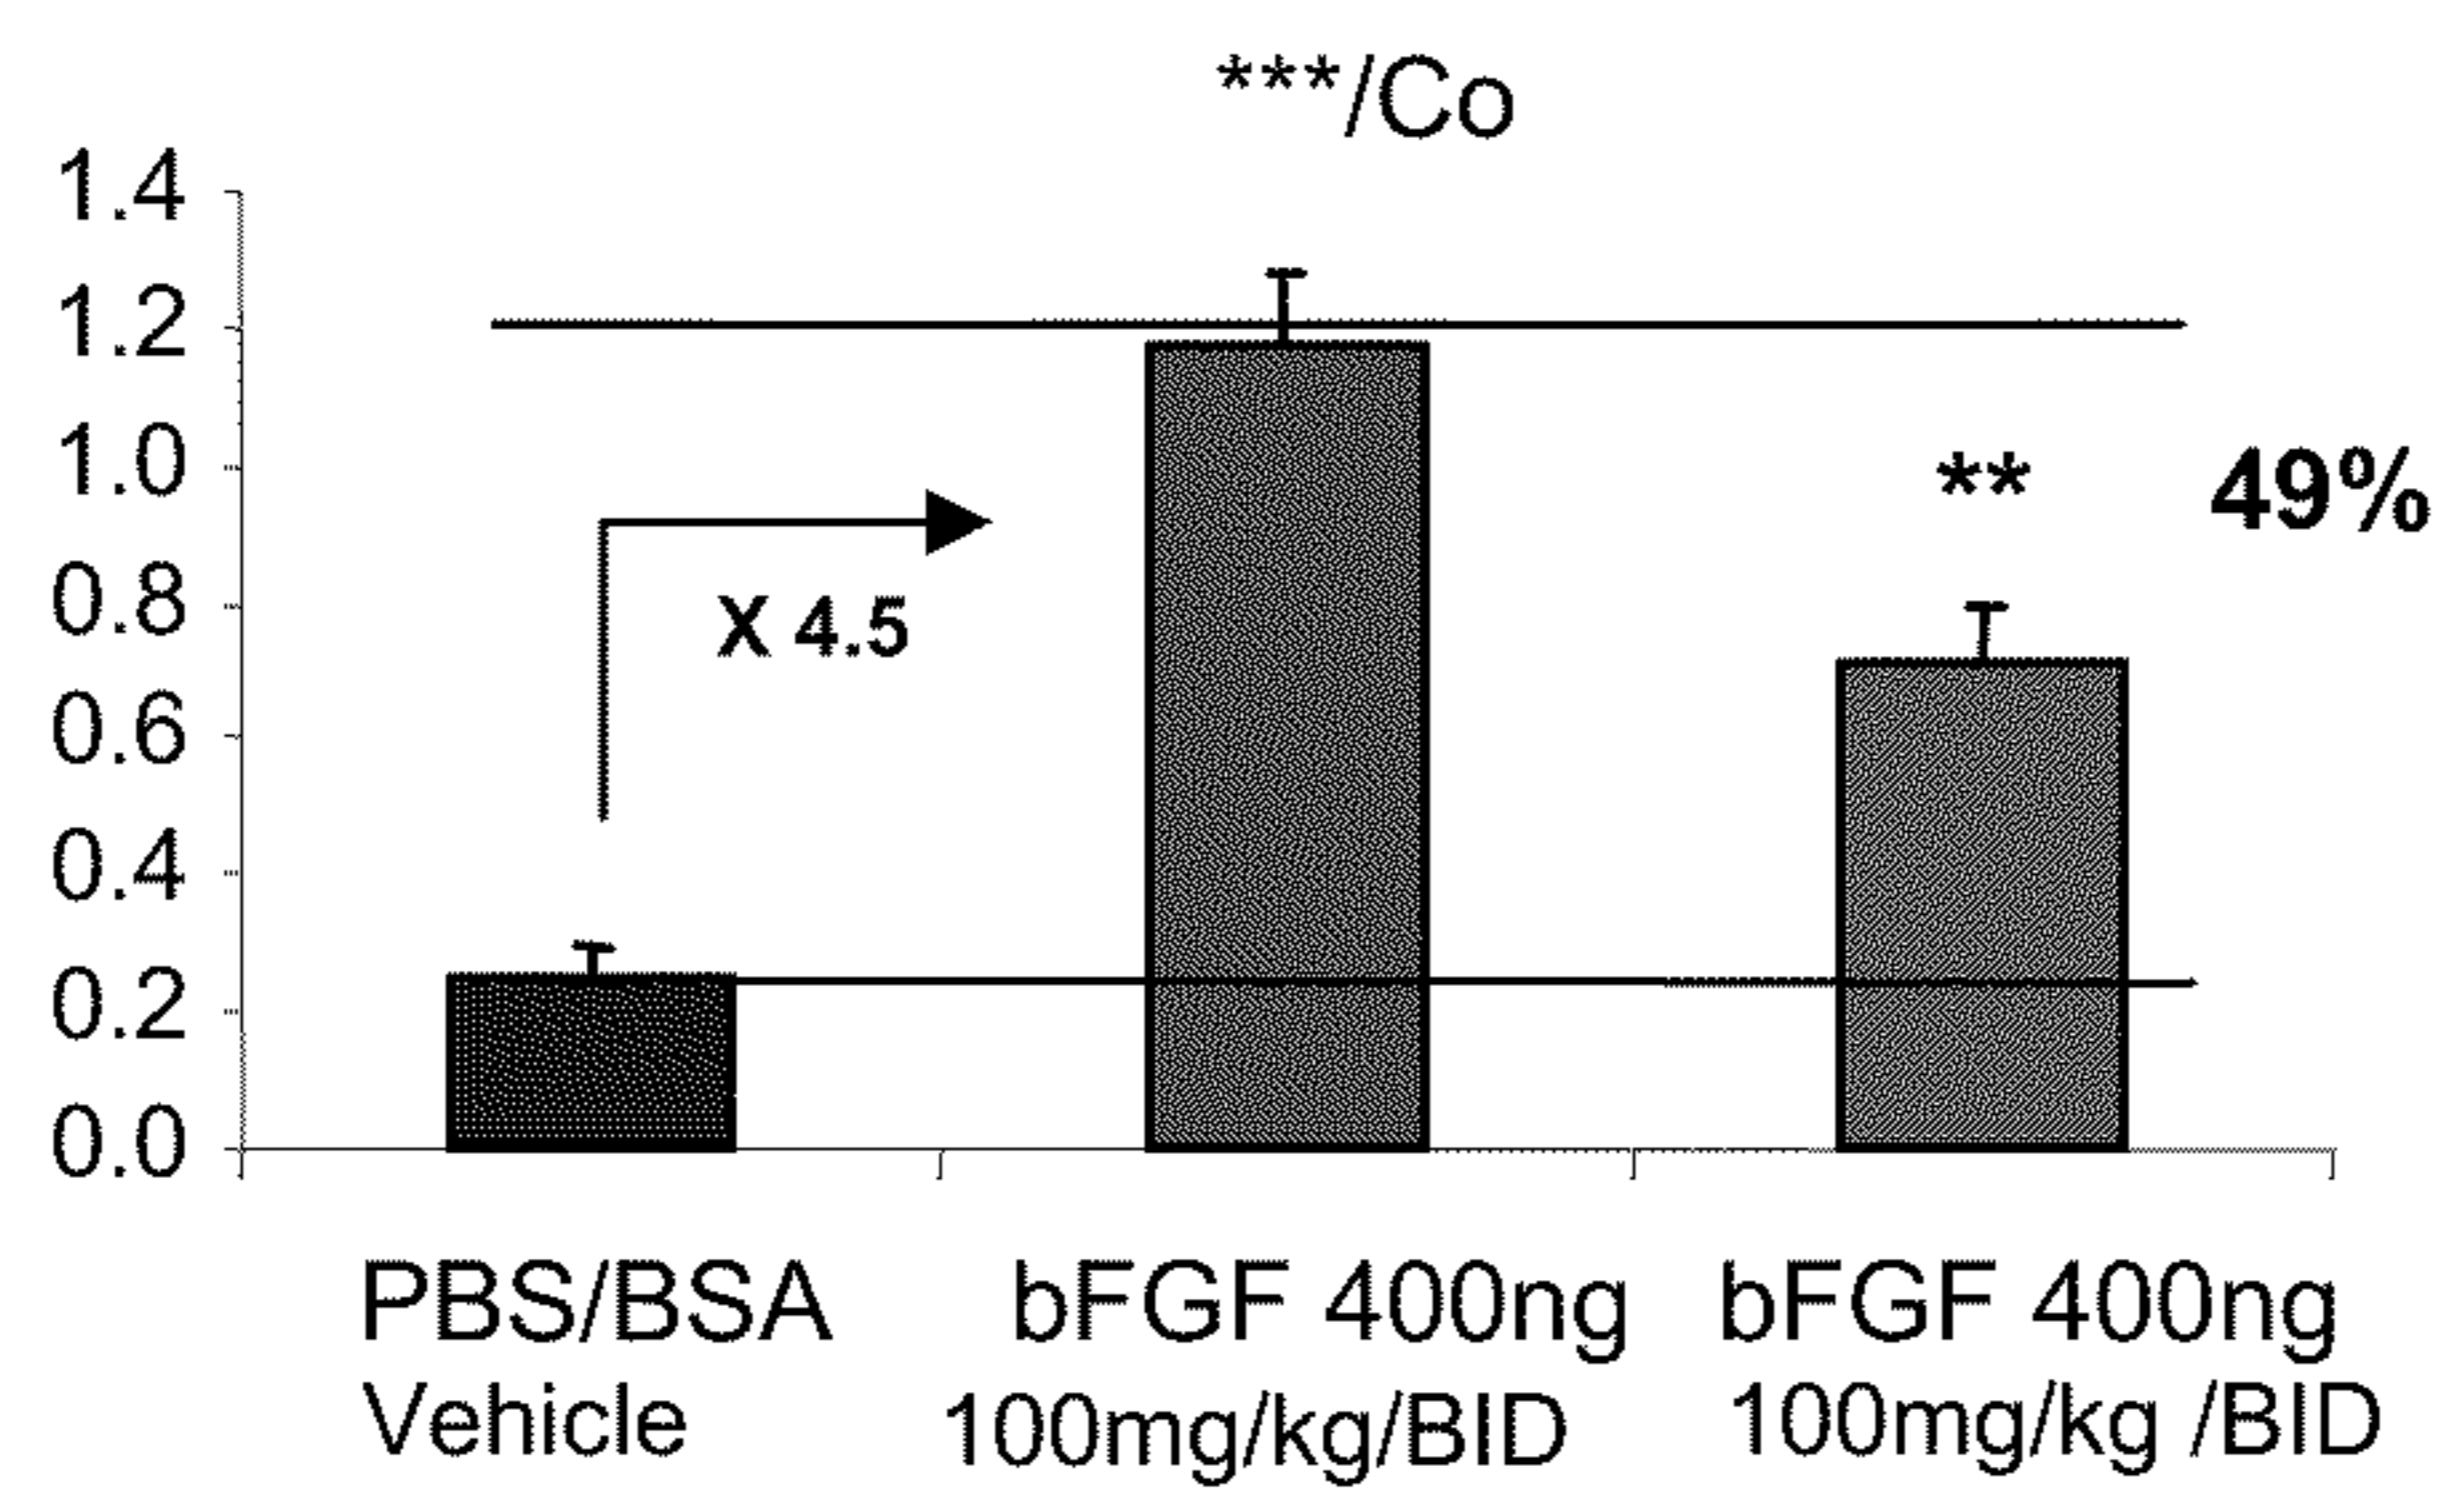 ***/Co
1.4
1.2
1.0
0.8
0.6
0.4
0.2
0.0
X 4.5
** 49%
PBS/BSA
Vehicle
bFGF 400ng
100mg/kg/BID
bFGF 400ng
100mg/kg /BID